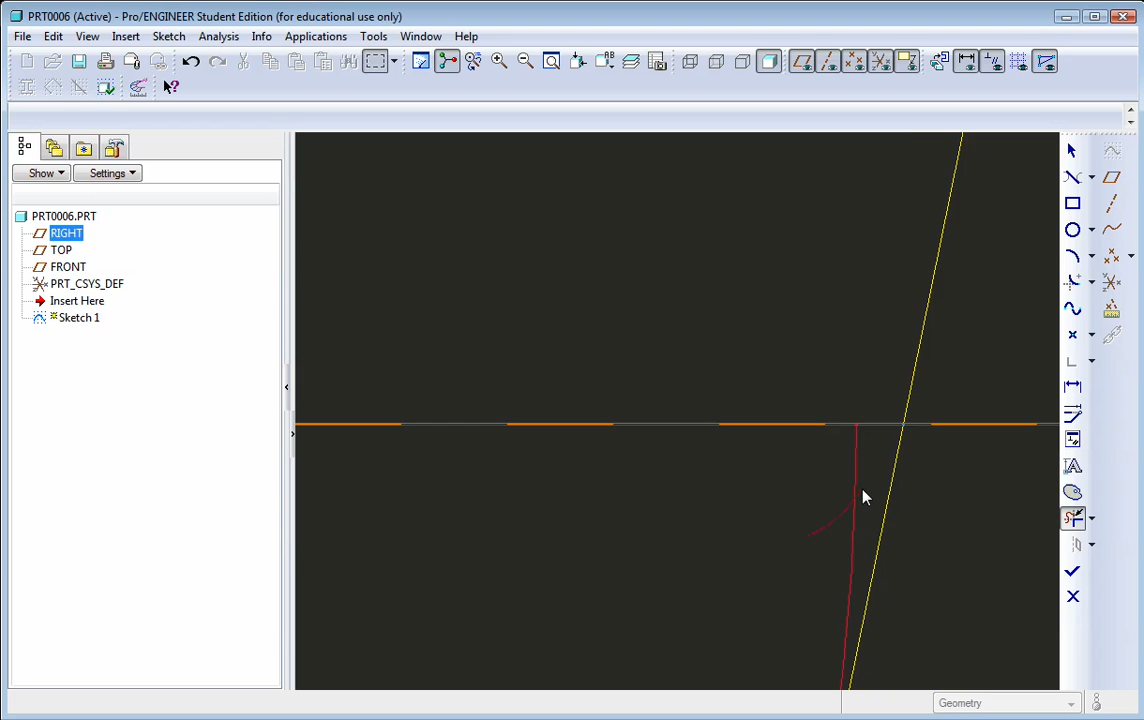 PRT0006 (Active) - Pro/ENGINEER Student Edition (for educational use only)
File Edit View Insert Sketch Analysis Info Applications Tools Window Help
Show Settings
PRT0006.PRT
RIGHT
TOP
FRONT
PRT_CSYS_DEF
Insert Here
Sketch 1
Geometry